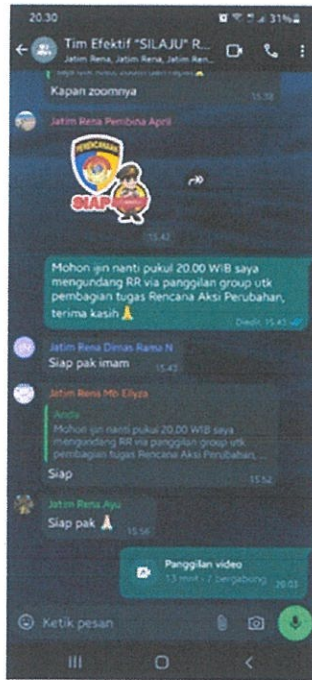 20.30
31%
Tim Efektif "SILAJU" R...
Jatim Rena, Jatim Rena, Jatim Ren...
Kapan zoomnya
15.38
Jatim Rena Pembina April
PERENCANAAN
SIAP
15.42
Mohon ijin nanti pukul 20.00 WIB saya
mengundang RR via panggilan group utk
pembagian tugas Rencana Aksi Perubahan,
terima kasih 🙏
Diedit 15.43
Jatim Rena Dimas Rama N
Siap pak imam
15.43
Jatim Rena Mb Ellyza
Anda
Mohon ijin nanti pukul 20.00 WIB saya
mengundang RR via panggilan group utk
pembagian tugas Rencana Aksi Perubahan, ...
Siap
15.52
Jatim Rena Ayu
Siap pak 🙏
15.56
Panggilan video
13 mnt • 7 bergabung
20.03
Ketik pesan